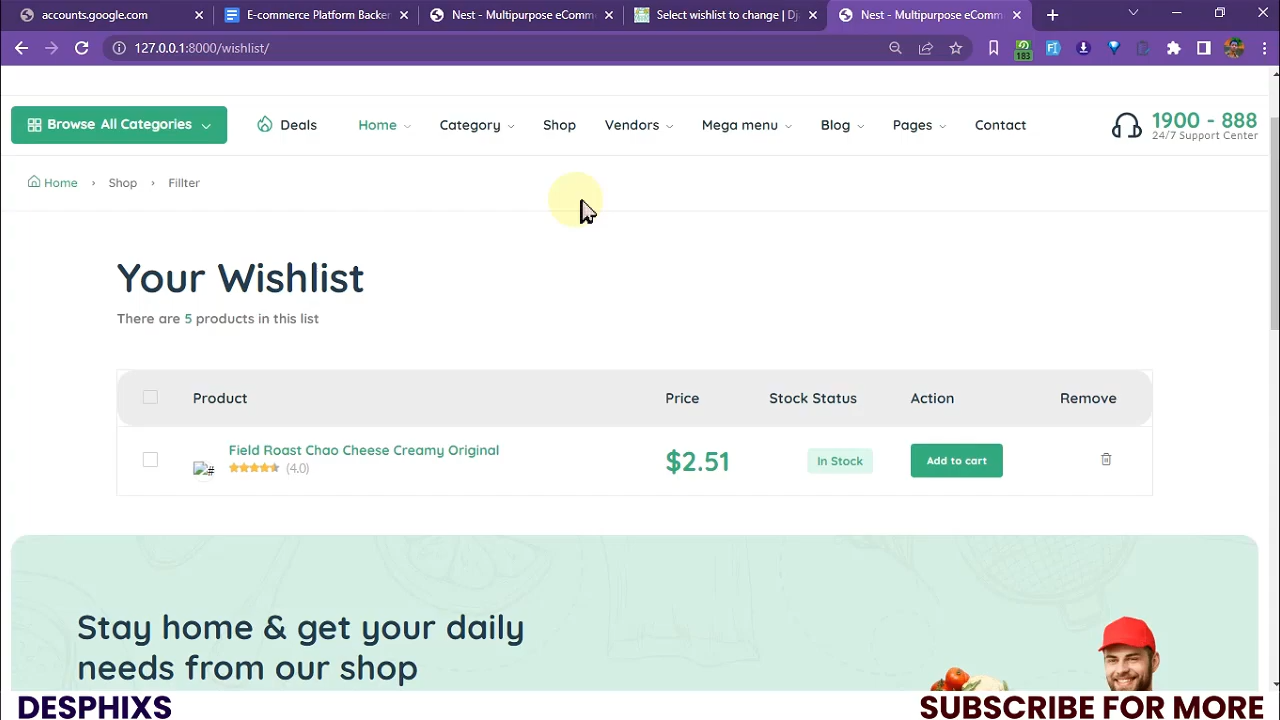 accounts.google.com
E-commerce Platform Backer
Nest - Multipurpose eComm
Select wishlist to change | Dj
Nest - Multipurpose eComm
127.0.0.1:8000/wishlist/
183
Browse All Categories
Deals
Home
Category
Shop
Vendors
Mega menu
Blog
Pages
Contact
1900 - 888
24/7 Support Center
Home › Shop › Fillter
Your Wishlist
There are 5 products in this list
Product Price Stock Status Action Remove
Field Roast Chao Cheese Creamy Original
(4.0)
$2.51
In Stock
Add to cart
Stay home & get your daily
needs from our shop
DESPHIXS
SUBSCRIBE FOR MORE